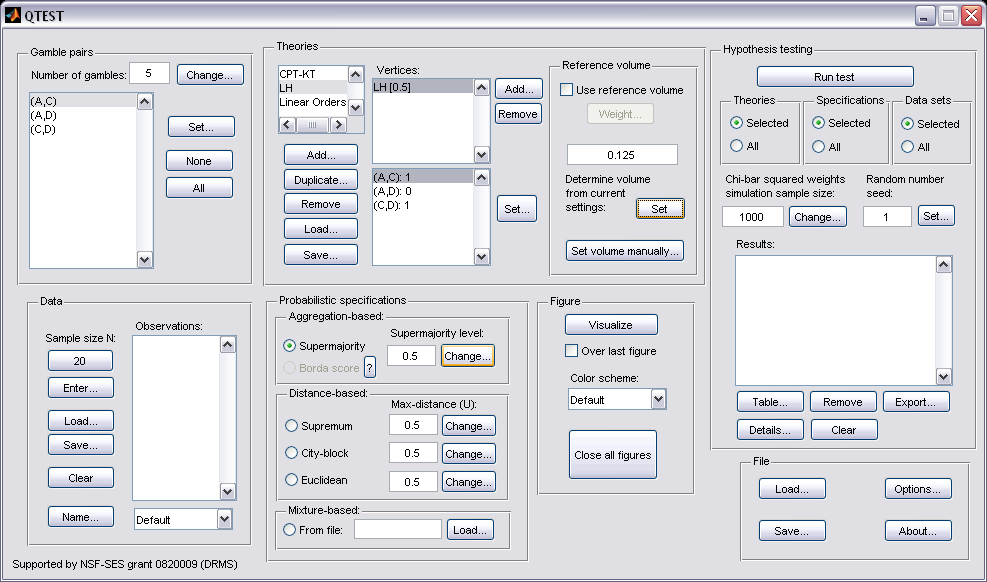 QTEST
Gamble pairs
Number of gambles: 5 Change...
(A,C)
(A,D)
(C,D)
Set...
None
All
Theories
CPT-KT
LH
Linear Orders
Add...
Duplicate...
Remove
Load...
Save...
Vertices:
LH [0.5]
Add...
Remove
(A,C): 1
(A,D): 0
(C,D): 1
Set...
Reference volume
Use reference volume
Weight...
0.125
Determine volume
from current
settings:
Set
Set volume manually...
Hypothesis testing
Run test
Theories
Selected
All
Specifications
Selected
All
Data sets
Selected
All
Chi-bar squared weights
simulation sample size:
1000 Change...
Random number
seed:
1 Set...
Results:
Table... Remove Export...
Details... Clear
Data
Sample size N:
20
Enter...
Load...
Save...
Clear
Name...
Observations:
Default
Probabilistic specifications
Aggregation-based:
Supermajority level:
Supermajority 0.5 Change...
Borda score ?
Distance-based:
Max-distance (U):
Supremum 0.5 Change...
City-block 0.5 Change...
Euclidean 0.5 Change...
Mixture-based:
From file: Load...
Figure
Visualize
Over last figure
Color scheme:
Default
Close all figures
File
Load... Options...
Save... About...
Supported by NSF-SES grant 0820009 (DRMS)